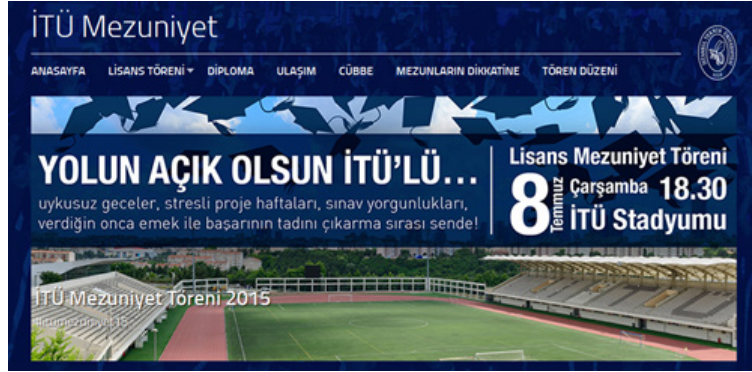 İTÜ Mezuniyet
ANASAYFA LİSANS TÖRENİ DİPLOMA ULAŞIM CÜBBE MEZUNLARIN DİKKATİNE TÖREN DÜZENİ
YOLUN AÇIK OLSUN İTÜ'LÜ...
uykusuz geceler, stresli proje haftaları, sınav yorgunlukları,
verdiğin onca emek ile başarının tadını çıkarma sırası sende!
Lisans Mezuniyet Töreni
8 Temmuz Çarşamba 18.30
İTÜ Stadyumu
İTÜ Mezuniyet Töreni 2015
#itumezuniyet15
İTÜ